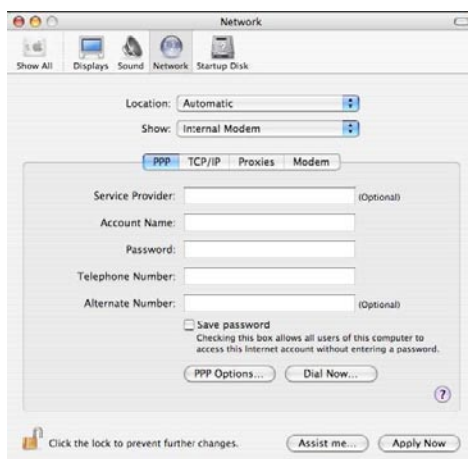 Network
Show All Displays Sound Network Startup Disk
Location: Automatic
Show: Internal Modem
PPP TCP/IP Proxies Modem
Service Provider: (Optional)
Account Name:
Password:
Telephone Number:
Alternate Number: (Optional)
Save password
Checking this box allows all users of this computer to
access this Internet account without entering a password.
PPP Options... Dial Now...
?
Click the lock to prevent further changes. Assist me... Apply Now